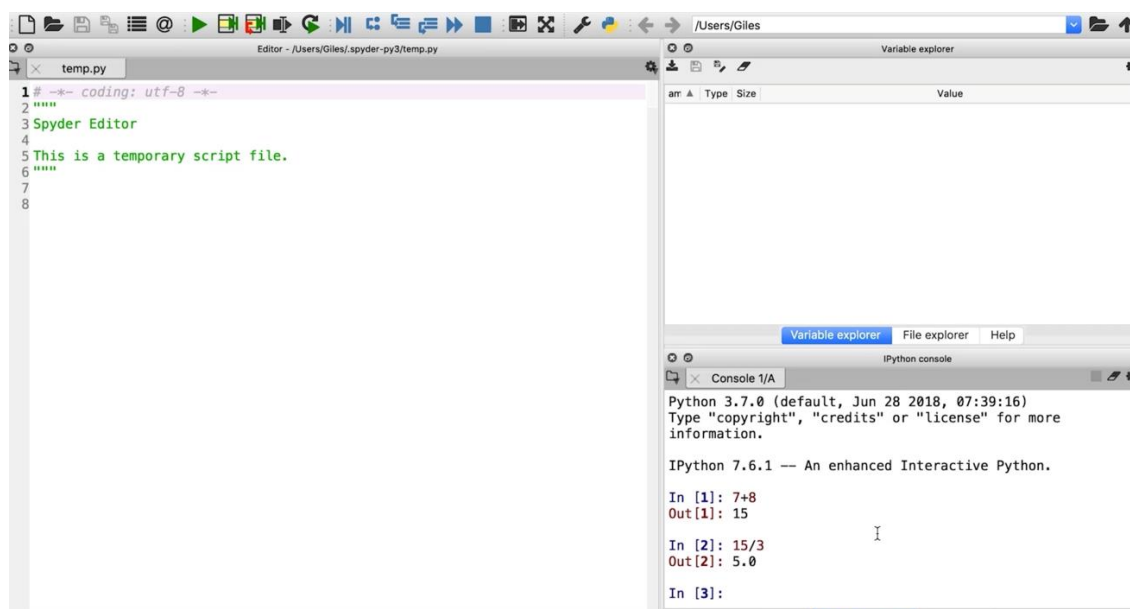 /Users/Giles
Editor - /Users/Giles/.spyder-py3/temp.py
temp.py
1 # -*- coding: utf-8 -*-
2 """
3 Spyder Editor
4
5 This is a temporary script file.
6 """
7
8
Variable explorer
am Type Size Value
Variable explorer File explorer Help
IPython console
Console 1/A
Python 3.7.0 (default, Jun 28 2018, 07:39:16)
Type "copyright", "credits" or "license" for more
information.
IPython 7.6.1 -- An enhanced Interactive Python.
In [1]: 7+8
Out[1]: 15
In [2]: 15/3
Out[2]: 5.0
In [3]: